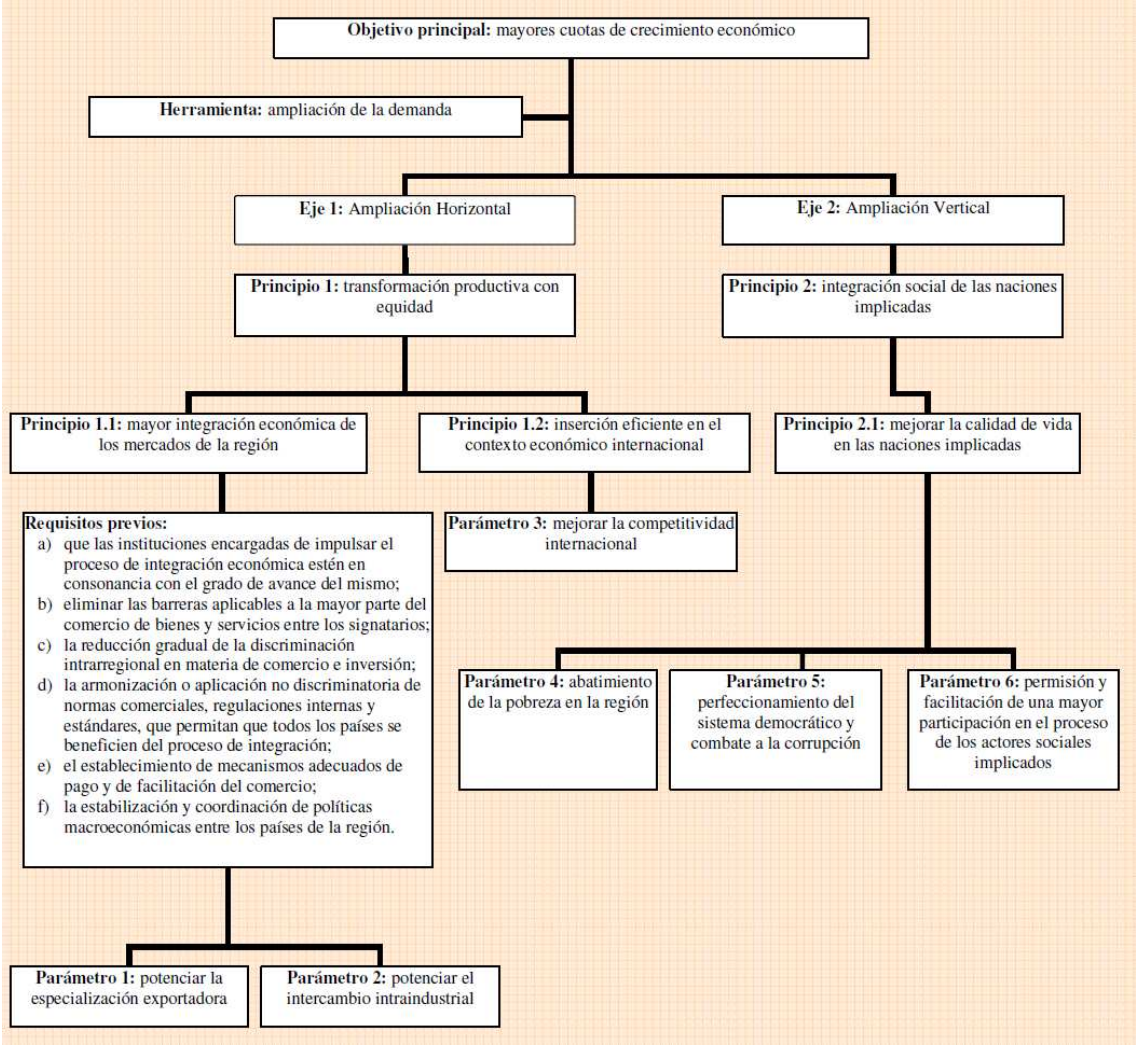 Objetivo principal: mayores cuotas de crecimiento económico
Herramienta: ampliación de la demanda
Eje 1: Ampliación Horizontal
Eje 2: Ampliación Vertical
Principio 1: transformación productiva con
equidad
Principio 2: integración social de las naciones
implicadas
Principio 1.1: mayor integración económica de
los mercados de la región
Principio 1.2: inserción eficiente en el
contexto económico internacional
Principio 2.1: mejorar la calidad de vida
en las naciones implicadas
Requisitos previos:
a) que las instituciones encargadas de impulsar el
proceso de integración económica estén en
consonancia con el grado de avance del mismo;
b) eliminar las barreras aplicables a la mayor parte del
comercio de bienes y servicios entre los signatarios;
c) la reducción gradual de la discriminación
intrarregional en materia de comercio e inversión;
d) la armonización o aplicación no discriminatoria de
normas comerciales, regulaciones internas y
estándares, que permitan que todos los países se
beneficien del proceso de integración;
e) el establecimiento de mecanismos adecuados de
pago y de facilitación del comercio;
f) la estabilización y coordinación de políticas
macroeconómicas entre los países de la región.
Parámetro 3: mejorar la competitividad
internacional
Parámetro 4: abatimiento
de la pobreza en la región
Parámetro 5:
perfeccionamiento del
sistema democrático y
combate a la corrupción
Parámetro 6: permisión y
facilitación de una mayor
participación en el proceso
de los actores sociales
implicados
Parámetro 1: potenciar la
especialización exportadora
Parámetro 2: potenciar el
intercambio intraindustrial